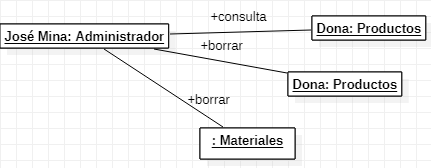 +consulta
Dona: Productos
José Mina: Administrador
+borrar
Dona: Productos
+borrar
: Materiales